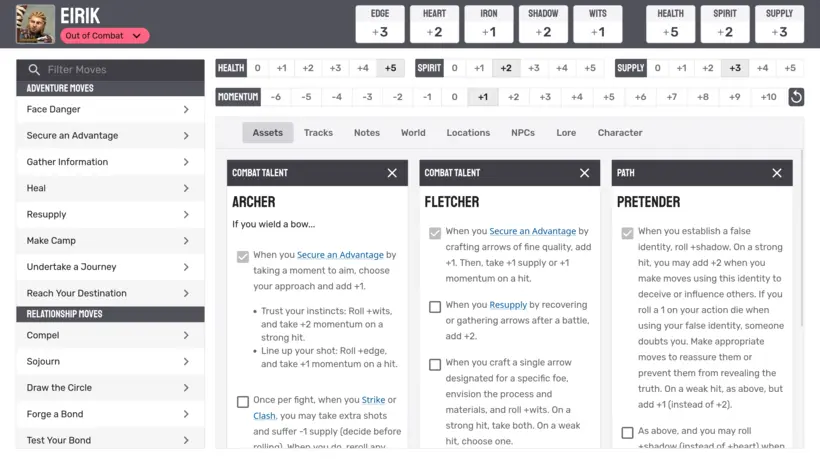 EIRIK
Out of Combat
EDGE
+3
HEART
+2
IRON
+1
SHADOW
+2
WITS
+1
HEALTH
+5
SPIRIT
+2
SUPPLY
+3
Filter Moves
ADVENTURE MOVES
Face Danger
Secure an Advantage
Gather Information
Heal
Resupply
Make Camp
Undertake a Journey
Reach Your Destination
RELATIONSHIP MOVES
Compel
Sojourn
Draw the Circle
Forge a Bond
Test Your Bond
HEALTH 0 +1 +2 +3 +4 +5
SPIRIT 0 +1 +2 +3 +4 +5
SUPPLY 0 +1 +2 +3 +4 +5
MOMENTUM -6 -5 -4 -3 -2 -1 0 +1 +2 +3 +4 +5 +6 +7 +8 +9 +10
Assets Tracks Notes World Locations NPCs Lore Character
COMBAT TALENT
ARCHER
If you wield a bow...
When you Secure an Advantage by
taking a moment to aim, choose
your approach and add +1.
• Trust your instincts: Roll +wits,
and take +2 momentum on a
strong hit.
• Line up your shot: Roll +edge,
and take +1 momentum on a hit.
Once per fight, when you Strike or
Clash, you may take extra shots
and suffer -1 supply (decide before
rolling). When you do, reroll any
COMBAT TALENT
FLETCHER
When you Secure an Advantage by
crafting arrows of fine quality, add
+1. Then, take +1 supply or +1
momentum on a hit.
When you Resupply by recovering
or gathering arrows after a battle,
add +2.
When you craft a single arrow
designated for a specific foe,
envision the process and
materials, and roll +wits. On a
strong hit, take both. On a weak
hit, choose one.
PATH
PRETENDER
When you establish a false
identity, roll +shadow. On a strong
hit, you may add +2 when you
make moves using this identity to
deceive or influence others. If you
roll a 1 on your action die when
using your false identity, someone
doubts you. Make appropriate
moves to reassure them or
prevent them from revealing the
truth. On a weak hit, as above, but
add +1 (instead of +2).
As above, and you may roll
+shadow (instead of +heart) when